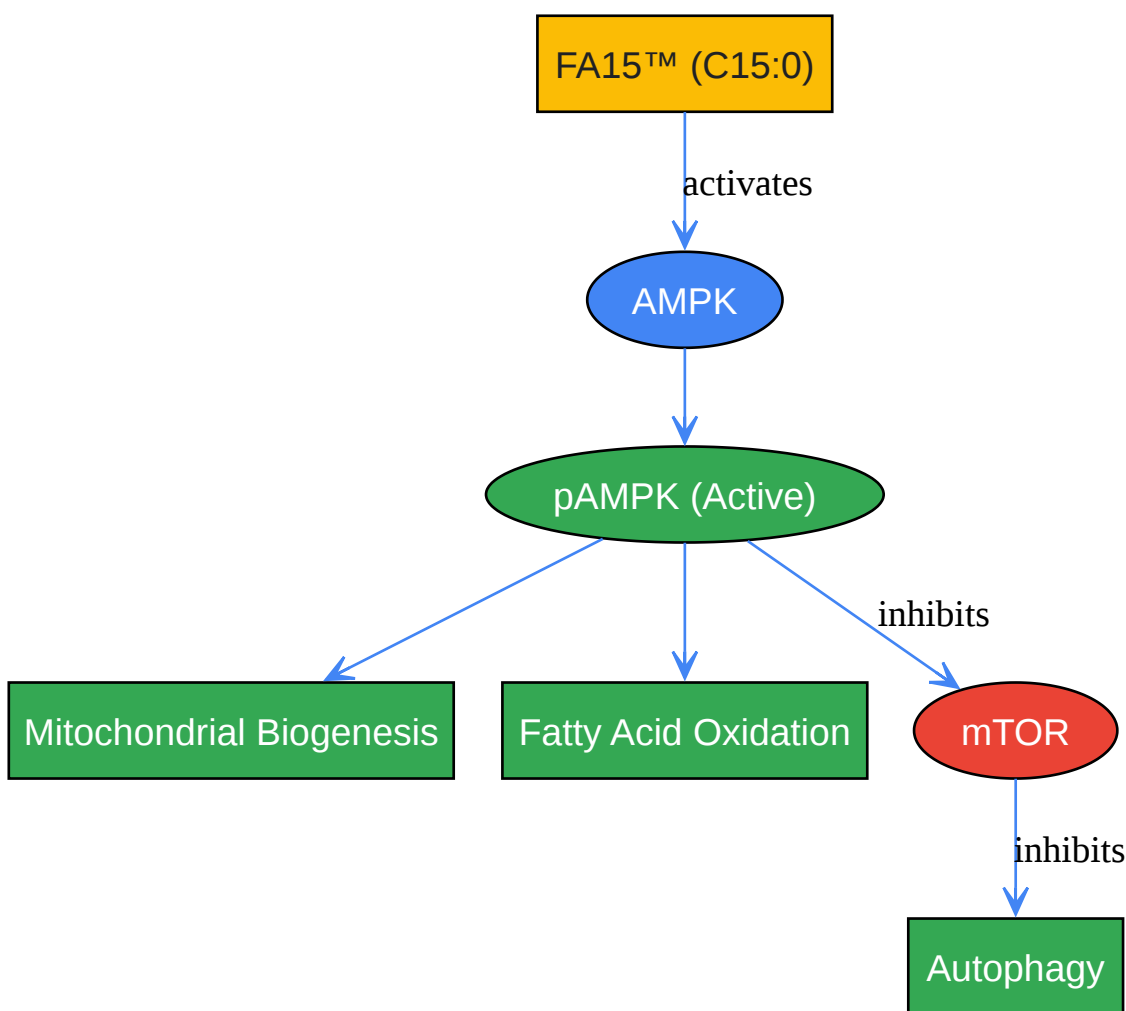 FA15™ (C15:0)
activates
AMPK
pAMPK (Active)
inhibits
Mitochondrial Biogenesis
Fatty Acid Oxidation
mTOR
inhibits
Autophagy